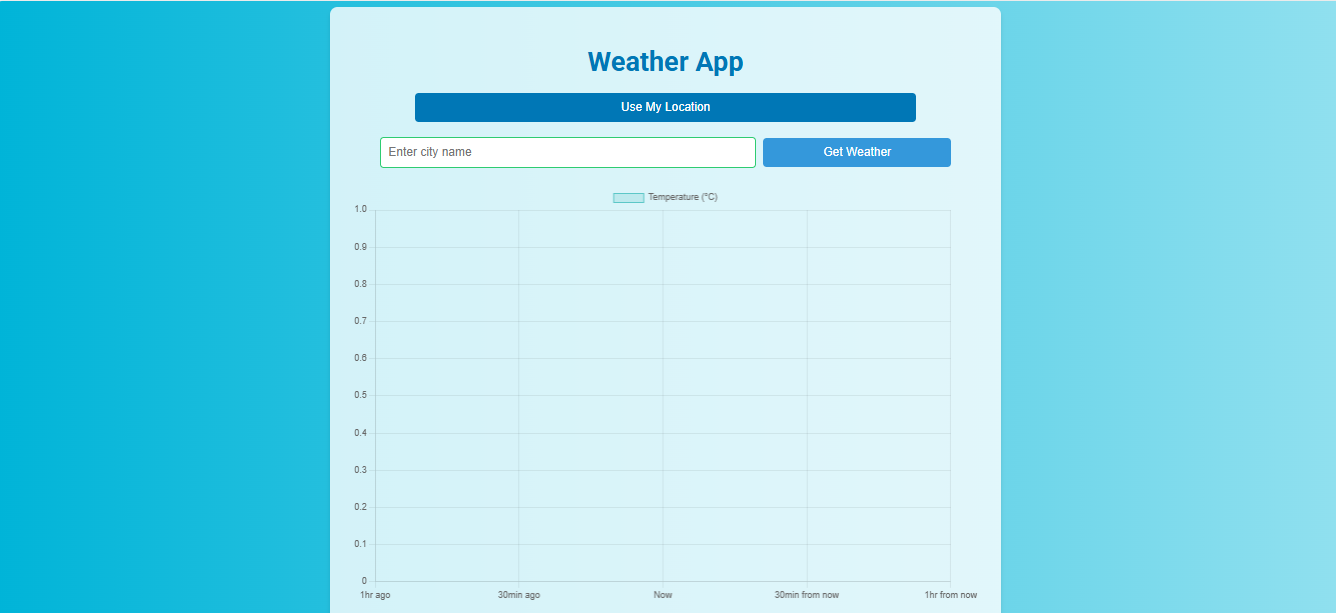 Weather App
Use My Location
Enter city name
Get Weather
Temperature (°C)
1.0
0.9
0.8
0.7
0.6
0.5
0.4
0.3
0.2
0.1
0
1hr ago
30min ago
Now
30min from now
1hr from now